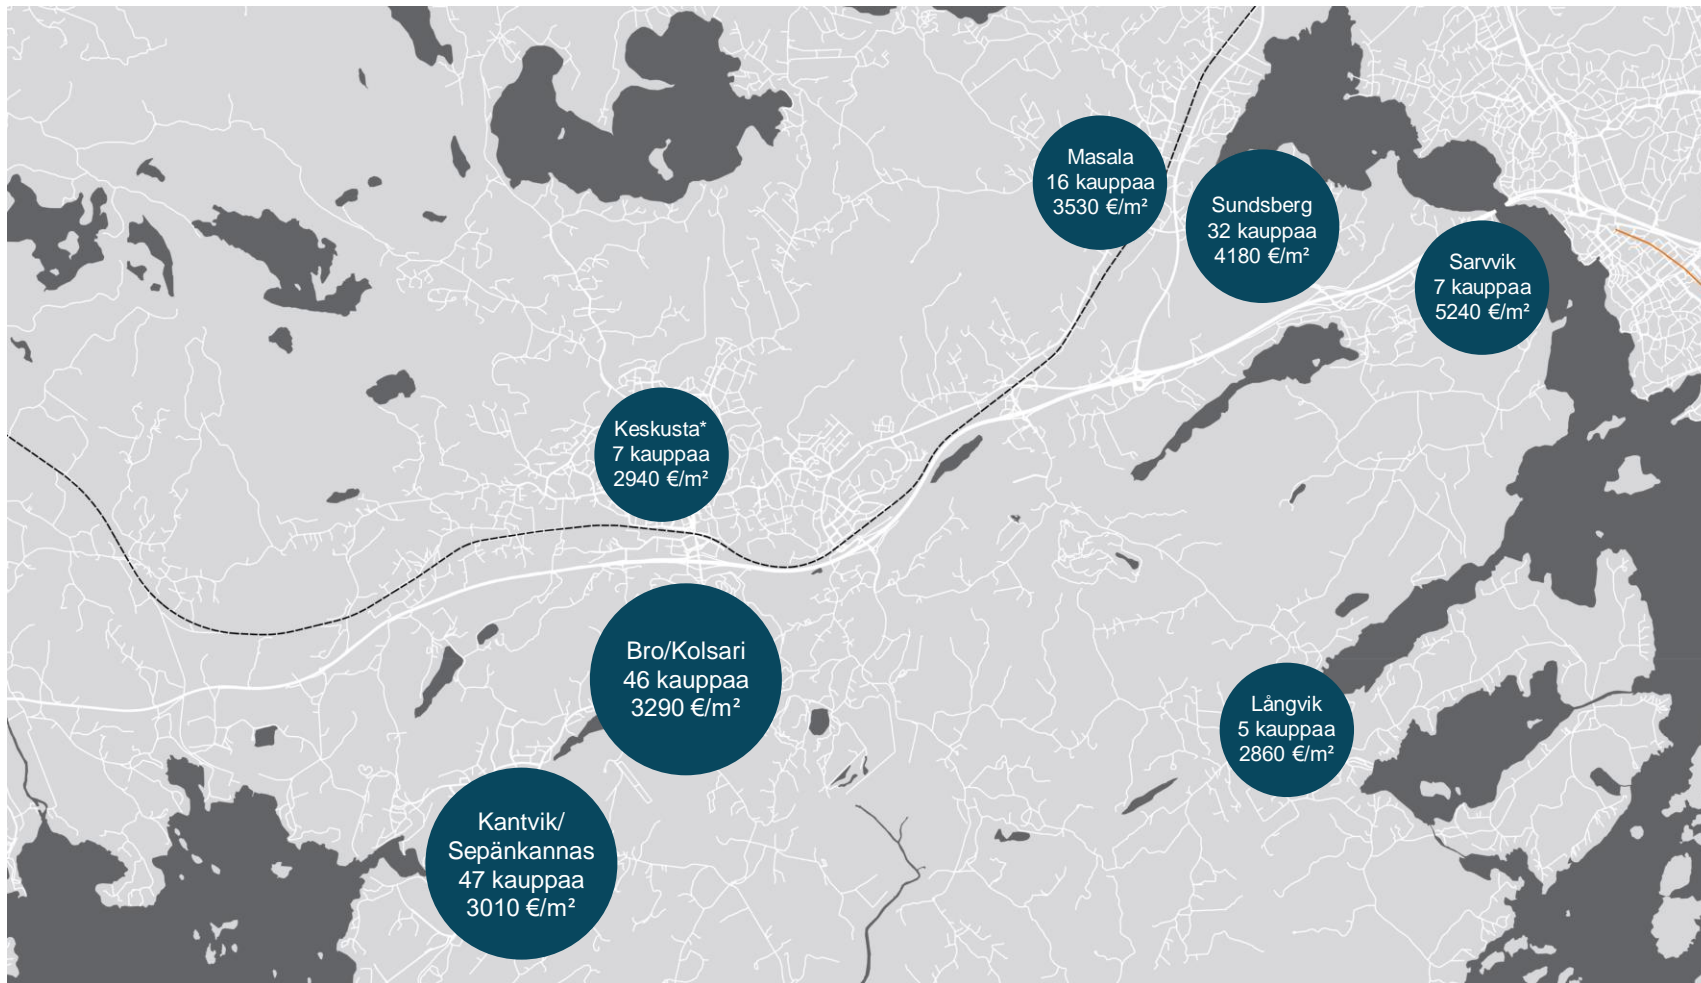 Masala
16 kauppaa
3530 €/m²
Sundsberg
32 kauppaa
4180 €/m²
Sarvvik
7 kauppaa
5240 €/m²
Keskusta*
7 kauppaa
2940 €/m²
Bro/Kolsari
46 kauppaa
3290 €/m²
Långvik
5 kauppaa
2860 €/m²
Kantvik/
Sepänkannas
47 kauppaa
3010 €/m²